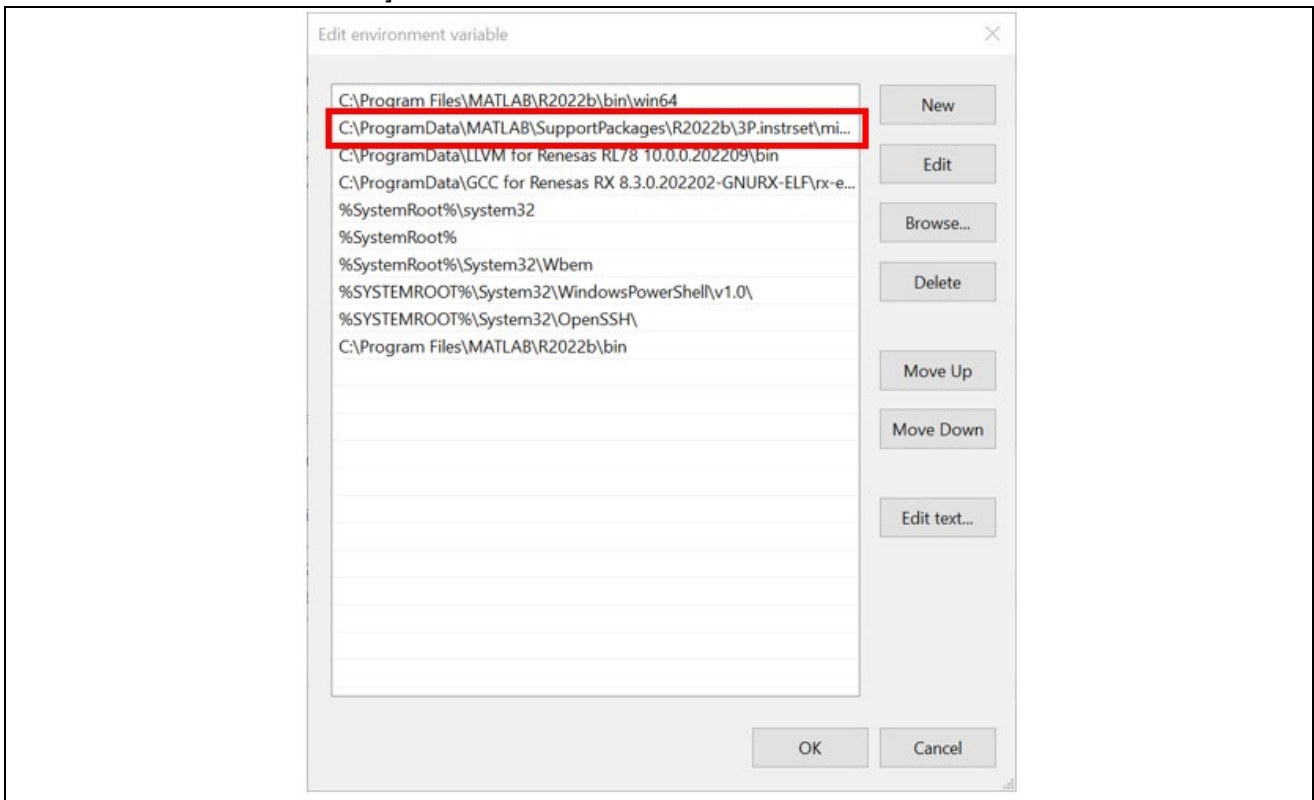 Edit environment variable
C:\Program Files\MATLAB\R2022b\bin\win64
C:\ProgramData\MATLAB\SupportPackages\R2022b\3P.instrset\mi...
C:\ProgramData\LLVM for Renesas RL78 10.0.0.202209\bin
C:\ProgramData\GCC for Renesas RX 8.3.0.202202-GNURX-ELF\rx-e...
%SystemRoot%\system32
%SystemRoot%
%SystemRoot%\System32\Wbem
%SYSTEMROOT%\System32\WindowsPowerShell\v1.0\
%SYSTEMROOT%\System32\OpenSSH\
C:\Program Files\MATLAB\R2022b\bin
New
Edit
Browse...
Delete
Move Up
Move Down
Edit text...
OK
Cancel